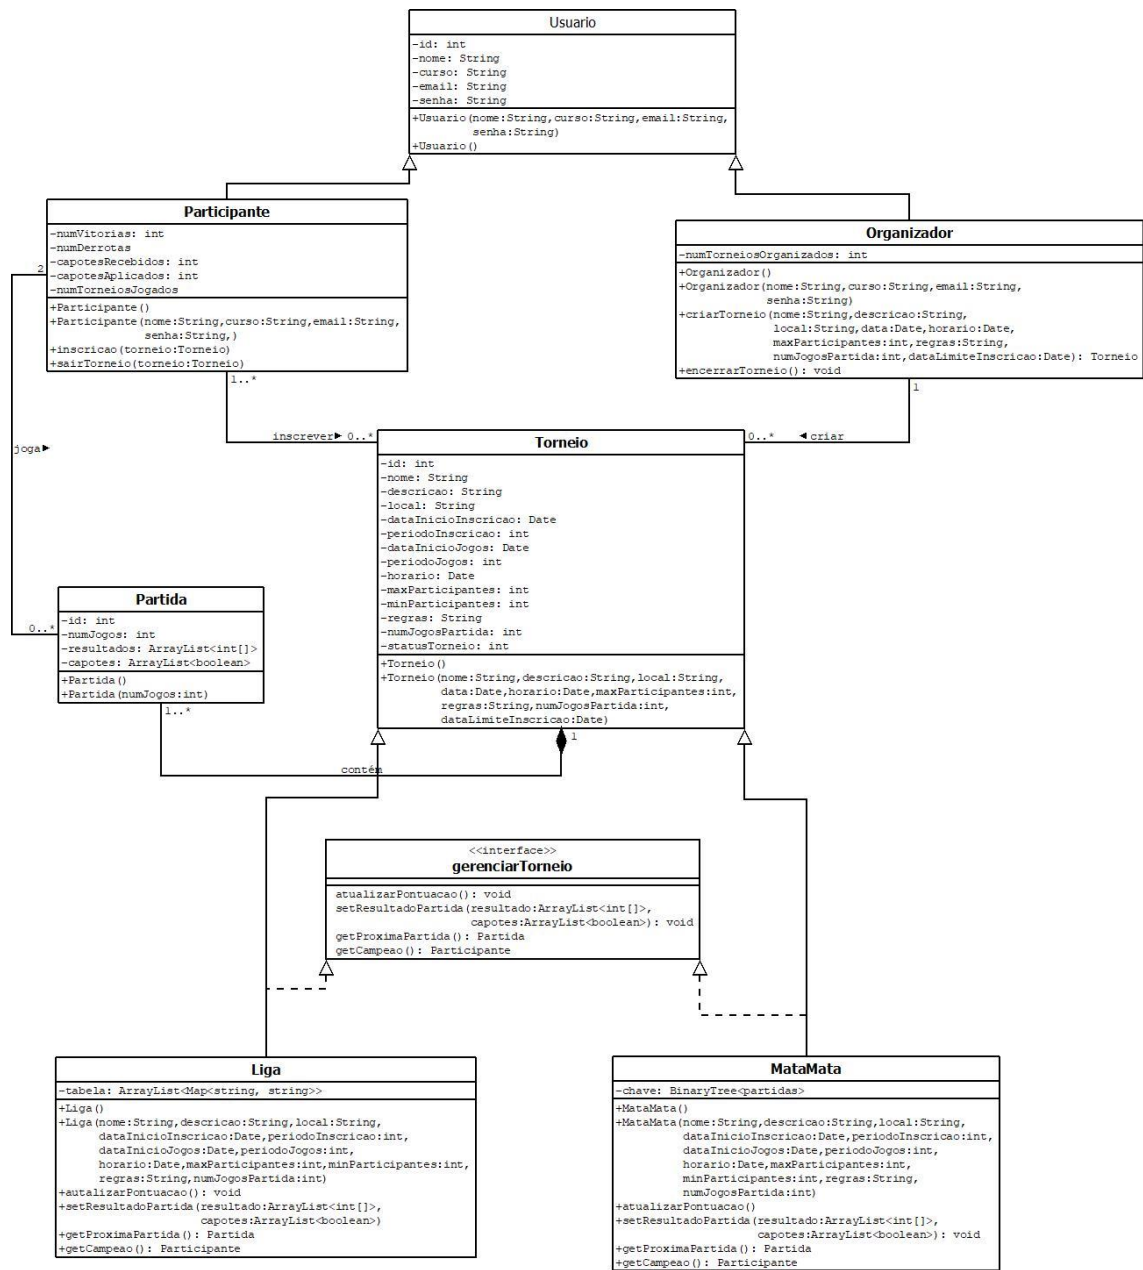 Usuario
-id: int
-nome: String
-curso: String
-email: String
-senha: String
+Usuario(nome:String,curso:String,email:String,
senha:String)
+Usuario()
Participante
-numVitorias: int
-numDerrotas
-capotesRecebidos: int
-capotesAplicados: int
-numTorneiosJogados
+Participante()
+Participante(nome:String,curso:String,email:String,
senha:String,)
+inscricao(torneio:Torneio)
+sairTorneio(torneio:Torneio)
Organizador
-numTorneiosOrganizados: int
+Organizador()
+Organizador(nome:String,curso:String,email:String,
senha:String)
+criarTorneio(nome:String,descricao:String,
local:String,data:Date,horario:Date,
maxParticipantes:int,regras:String,
numJogosPartida:int,dataLimiteInscricao:Date): Torneio
+encerrarTorneio(): void
2
1..*
1
inscrever
0..*
0..*
criar
joga
Torneio
-id: int
-nome: String
-descricao: String
-local: String
-dataInicioInscricao: Date
-periodoInscricao: int
-dataInicioJogos: Date
-periodoJogos: int
-horario: Date
-maxParticipantes: int
-minParticipantes: int
-regras: String
-numJogosPartida: int
-statusTorneio: int
+Torneio()
+Torneio(nome:String,descricao:String,local:String,
data:Date,horario:Date,maxParticipantes:int,
regras:String,numJogosPartida:int,
dataLimiteInscricao:Date)
Partida
-id: int
-numJogos: int
-resultados: ArrayList<int[]>
-capotes: ArrayList<boolean>
+Partida()
+Partida(numJogos:int)
0..*
1..*
1
contém
<<interface>>
gerenciarTorneio
atualizarPontuacao(): void
setResultadoPartida(resultado:ArrayList<int[]>,
capotes:ArrayList<boolean>): void
getProximaPartida(): Partida
getCampeao(): Participante
Liga
-tabela: ArrayList<Map<string, string>>
+Liga()
+Liga(nome:String,descricao:String,local:String,
dataInicioInscricao:Date,periodoInscricao:int,
dataInicioJogos:Date,periodoJogos:int,
horario:Date,maxParticipantes:int,minParticipantes:int,
regras:String,numJogosPartida:int)
+autalizarPontuacao(): void
+setResultadoPartida(resultado:ArrayList<int[]>,
capotes:ArrayList<boolean>)
+getProximaPartida(): Partida
+getCampeao(): Participante
MataMata
-chave: BinaryTree<partidas>
+MataMata()
+MataMata(nome:String,descricao:String,local:String,
dataInicioInscricao:Date,periodoInscricao:int,
dataInicioJogos:Date,periodoJogos:int,
horario:Date,maxParticipantes:int,
minParticipantes:int,regras:String,
numJogosPartida:int)
+atualizarPontuacao()
+setResultadoPartida(resultado:ArrayList<int[]>,
capotes:ArrayList<boolean>): void
+getProximaPartida(): Partida
+getCampeao(): Participante